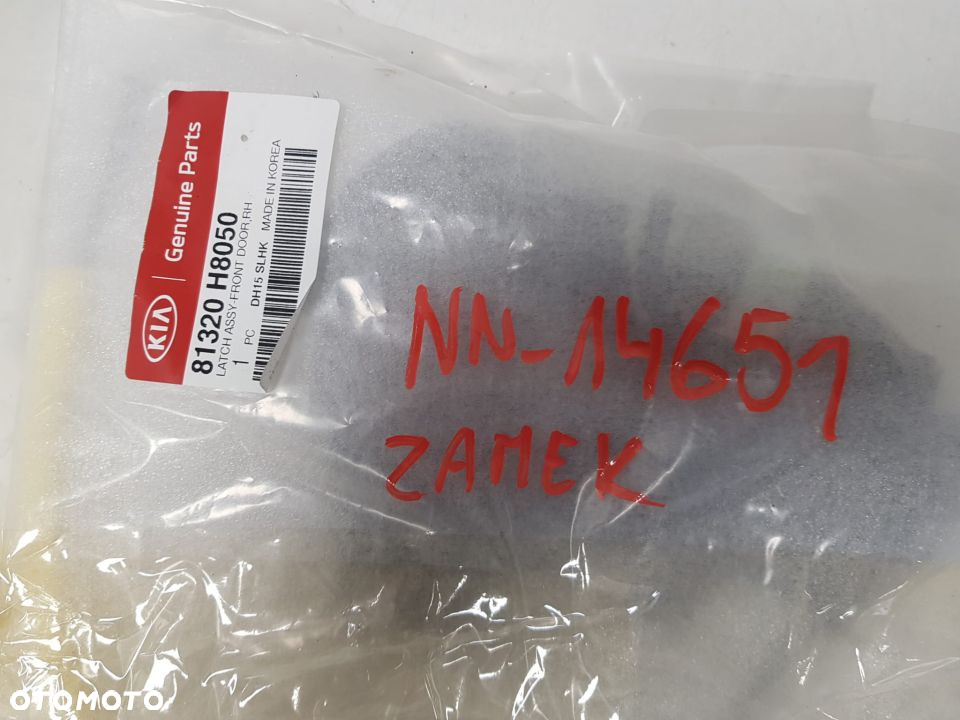 KIA | Genuine Parts
81320 H8050
LATCH ASSY-FRONT DOOR,RH
1 PC DH15 SLHK MADE IN KOREA
NN-14651
ZAMEK
OTOMOTO